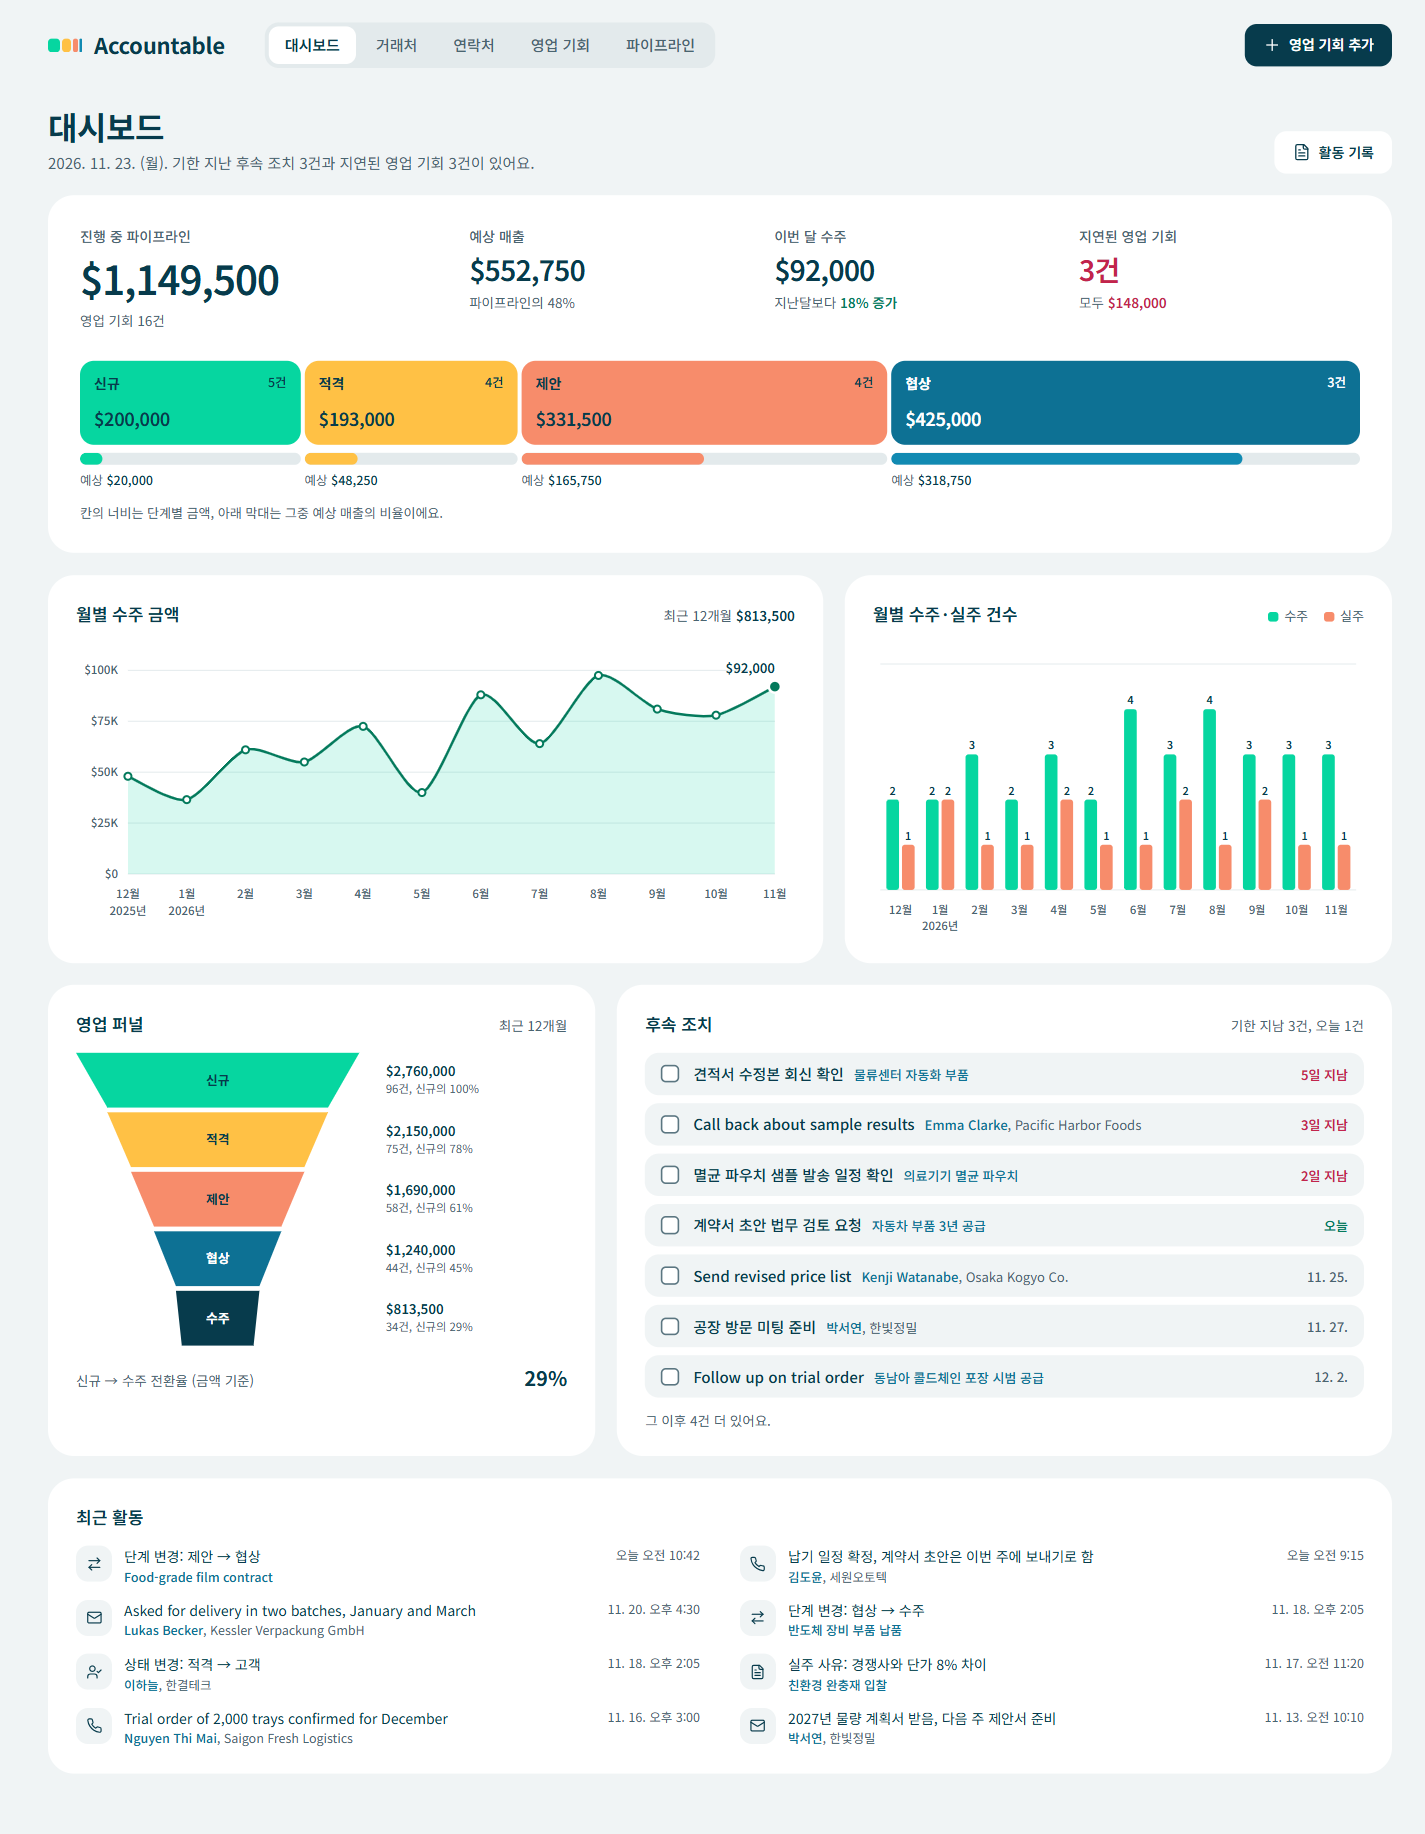 Accountable
대시보드
거래처
연락처
영업 기회
파이프라인
영업 기회 추가
대시보드
2026. 11. 23. (월). 기한 지난 후속 조치 3건과 지연된 영업 기회 3건이 있어요.
활동 기록
진행 중 파이프라인
$1,149,500
영업 기회 16건
예상 매출
$552,750
파이프라인의 48%
이번 달 수주
$92,000
지난달보다 18% 증가
지연된 영업 기회
3건
모두 $148,000
신규 5건
$200,000
예상 $20,000
적격 4건
$193,000
예상 $48,250
제안 4건
$331,500
예상 $165,750
협상 3건
$425,000
예상 $318,750
칸의 너비는 단계별 금액, 아래 막대는 그중 예상 매출의 비율이에요.
월별 수주 금액
최근 12개월 $813,500
$100K
$75K
$50K
$25K
$0
$92,000
12월 1월 2월 3월 4월 5월 6월 7월 8월 9월 10월 11월
2025년 2026년
월별 수주·실주 건수
수주 실주
2 1 2 2 3 1 2 1 3 2 2 1 4 1 3 2 4 1 3 2 3 1 3 1
12월 1월 2월 3월 4월 5월 6월 7월 8월 9월 10월 11월
2026년
영업 퍼널
최근 12개월
신규
$2,760,000
96건, 신규의 100%
적격
$2,150,000
75건, 신규의 78%
제안
$1,690,000
58건, 신규의 61%
협상
$1,240,000
44건, 신규의 45%
수주
$813,500
34건, 신규의 29%
신규 → 수주 전환율 (금액 기준)
29%
후속 조치
기한 지남 3건, 오늘 1건
견적서 수정본 회신 확인 물류센터 자동화 부품 5일 지남
Call back about sample results Emma Clarke, Pacific Harbor Foods 3일 지남
멸균 파우치 샘플 발송 일정 확인 의료기기 멸균 파우치 2일 지남
계약서 초안 법무 검토 요청 자동차 부품 3년 공급 오늘
Send revised price list Kenji Watanabe, Osaka Kogyo Co. 11. 25.
공장 방문 미팅 준비 박서연, 한빛정밀 11. 27.
Follow up on trial order 동남아 콜드체인 포장 시범 공급 12. 2.
그 이후 4건 더 있어요.
최근 활동
단계 변경: 제안 → 협상 오늘 오전 10:42
Food-grade film contract
납기 일정 확정, 계약서 초안은 이번 주에 보내기로 함 오늘 오전 9:15
김도윤, 세원오토텍
Asked for delivery in two batches, January and March 11. 20. 오후 4:30
Lukas Becker, Kessler Verpackung GmbH
단계 변경: 협상 → 수주 11. 18. 오후 2:05
반도체 장비 부품 납품
상태 변경: 적격 → 고객 11. 18. 오후 2:05
이하늘, 한결테크
실주 사유: 경쟁사와 단가 8% 차이 11. 17. 오전 11:20
친환경 완충재 입찰
Trial order of 2,000 trays confirmed for December 11. 16. 오후 3:00
Nguyen Thi Mai, Saigon Fresh Logistics
2027년 물량 계획서 받음, 다음 주 제안서 준비 11. 13. 오전 10:10
박서연, 한빛정밀